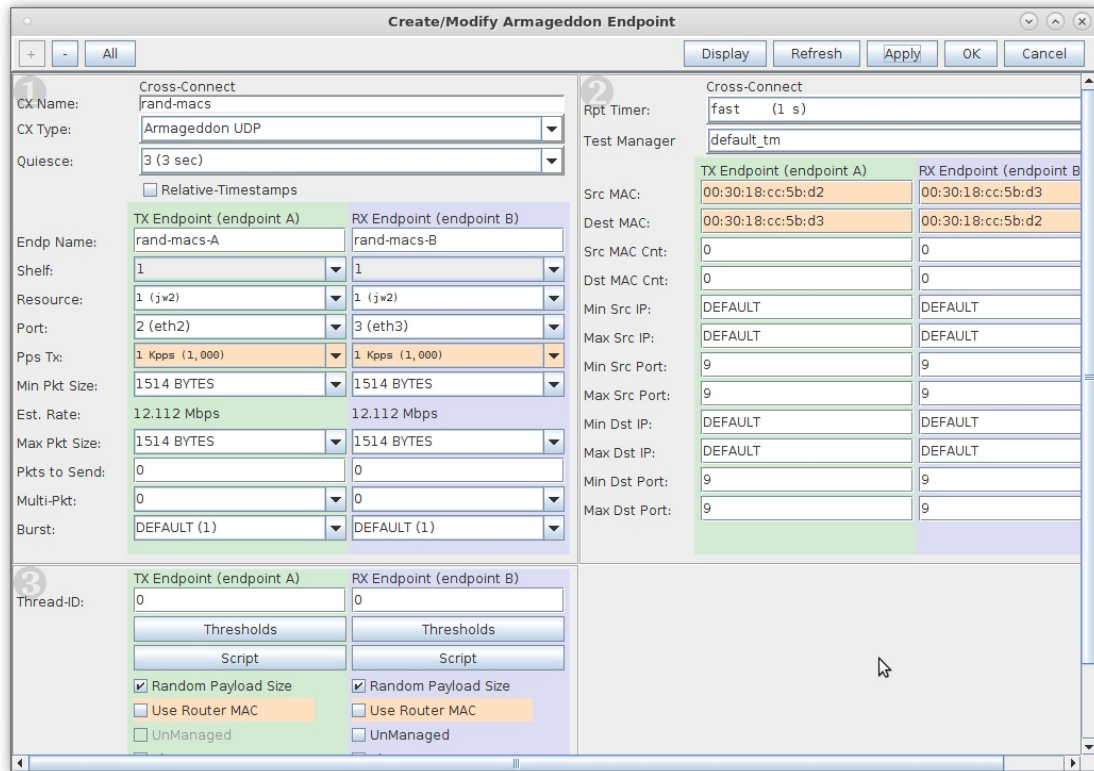 Create/Modify Armageddon Endpoint
+ - All Display Refresh Apply OK Cancel
1
Cross-Connect
CX Name: rand-macs
CX Type: Armageddon UDP
Quiesce: 3 (3 sec)
Relative-Timestamps
TX Endpoint (endpoint A) RX Endpoint (endpoint B)
Endp Name: rand-macs-A rand-macs-B
Shelf: 1 1
Resource: 1 (jw2) 1 (jw2)
Port: 2 (eth2) 3 (eth3)
Pps Tx: 1 Kpps (1,000) 1 Kpps (1,000)
Min Pkt Size: 1514 BYTES 1514 BYTES
Est. Rate: 12.112 Mbps 12.112 Mbps
Max Pkt Size: 1514 BYTES 1514 BYTES
Pkts to Send: 0 0
Multi-Pkt: 0 0
Burst: DEFAULT (1) DEFAULT (1)
2
Cross-Connect
Rpt Timer: fast (1 s)
Test Manager default_tm
TX Endpoint (endpoint A) RX Endpoint (endpoint B
Src MAC: 00:30:18:cc:5b:d2 00:30:18:cc:5b:d3
Dest MAC: 00:30:18:cc:5b:d3 00:30:18:cc:5b:d2
Src MAC Cnt: 0 0
Dst MAC Cnt: 0 0
Min Src IP: DEFAULT DEFAULT
Max Src IP: DEFAULT DEFAULT
Min Src Port: 9 9
Max Src Port: 9 9
Min Dst IP: DEFAULT DEFAULT
Max Dst IP: DEFAULT DEFAULT
Min Dst Port: 9 9
Max Dst Port: 9 9
3
TX Endpoint (endpoint A) RX Endpoint (endpoint B)
Thread-ID: 0 0
Thresholds Thresholds
Script Script
Random Payload Size Random Payload Size
Use Router MAC Use Router MAC
UnManaged UnManaged